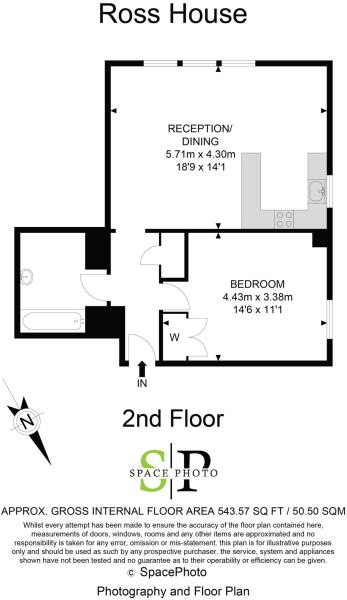 Ross House
RECEPTION/
DINING
5.71m x 4.30m
18'9 x 14'1
BEDROOM
4.43m x 3.38m
14'6 x 11'1
W
IN
N
2nd Floor
S P
SPACE PHOTO
APPROX. GROSS INTERNAL FLOOR AREA 543.57 SQ FT / 50.50 SQM
Whilst every attempt has been made to ensure the accuracy of the floor plan contained here,
measurements of doors, windows, rooms and any other items are approximated and no
responsibility is taken for any error, omission or mis-statement. this plan is for illustrative purposes
only and should be used as such by any prospective purchaser. the service, system and appliances
shown have not been tested and no guarantee as to their operability or efficiency can be given.
© SpacePhoto
Photography and Floor Plan